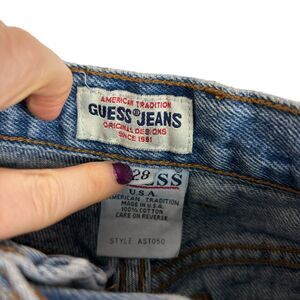 AMERICAN TRADITION
GUESS® JEANS
ORIGINAL DESIGNS
SINCE 1981
29 SS
U.S.A.
AMERICAN TRADITION
MADE IN U.S.A.
100% COTTON
CARE ON REVERSE
STYLE AST050